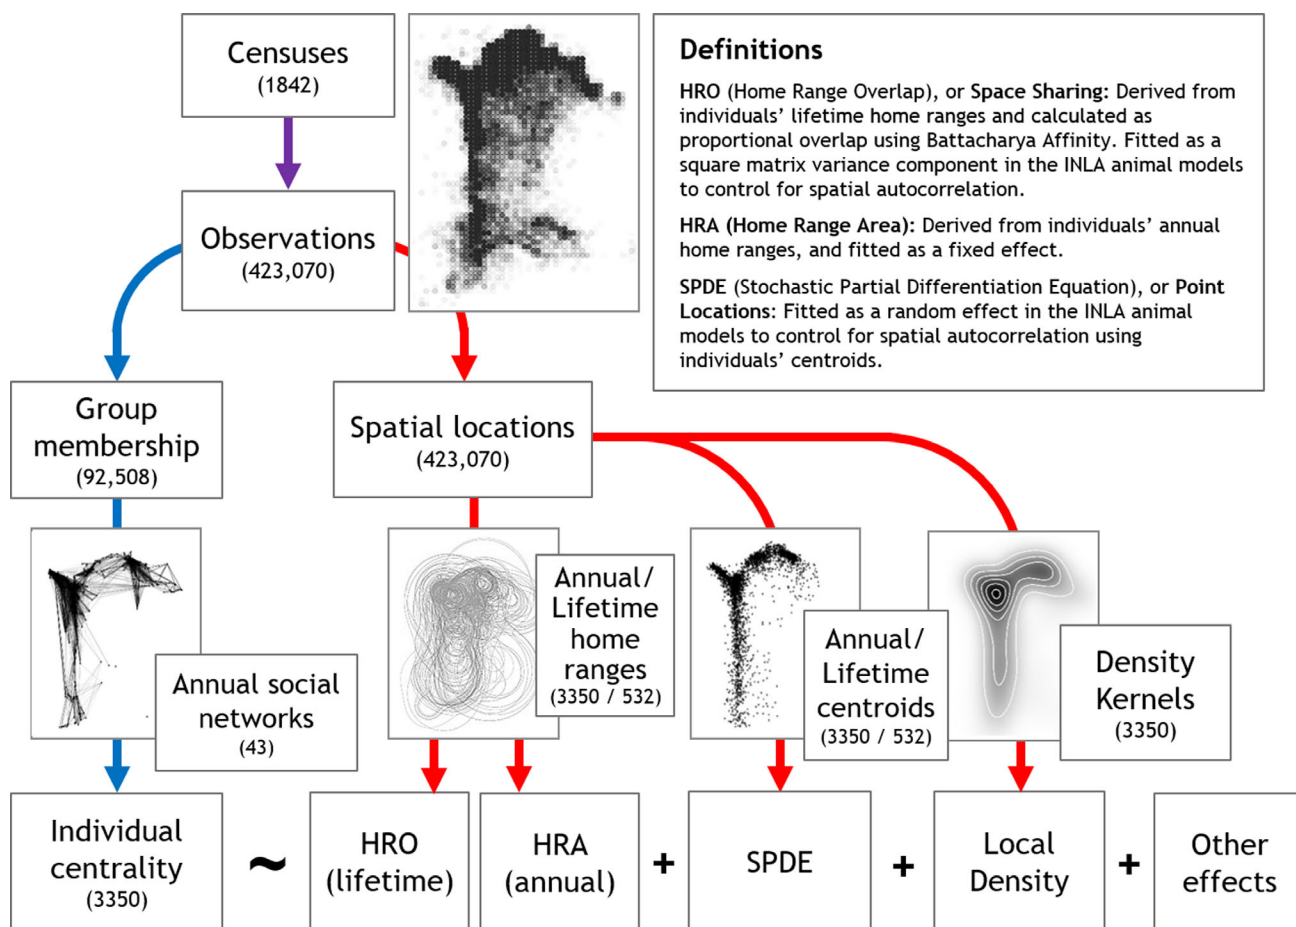 Censuses
(1842)
Definitions
HRO (Home Range Overlap), or Space Sharing: Derived from
individuals’ lifetime home ranges and calculated as
proportional overlap using Battacharya Affinity. Fitted as a
square matrix variance component in the INLA animal models
to control for spatial autocorrelation.
HRA (Home Range Area): Derived from individuals’ annual
home ranges, and fitted as a fixed effect.
SPDE (Stochastic Partial Differentiation Equation), or Point
Locations: Fitted as a random effect in the INLA animal
models to control for spatial autocorrelation using
individuals’ centroids.
Observations
(423,070)
Group
membership
(92,508)
Spatial locations
(423,070)
Annual social
networks
(43)
Annual/
Lifetime
home
ranges
(3350 / 532)
Annual/
Lifetime
centroids
(3350 / 532)
Density
Kernels
(3350)
Individual
centrality
(3350)
~
HRO
(lifetime)
HRA
(annual)
+
SPDE
+
Local
Density
+
Other
effects